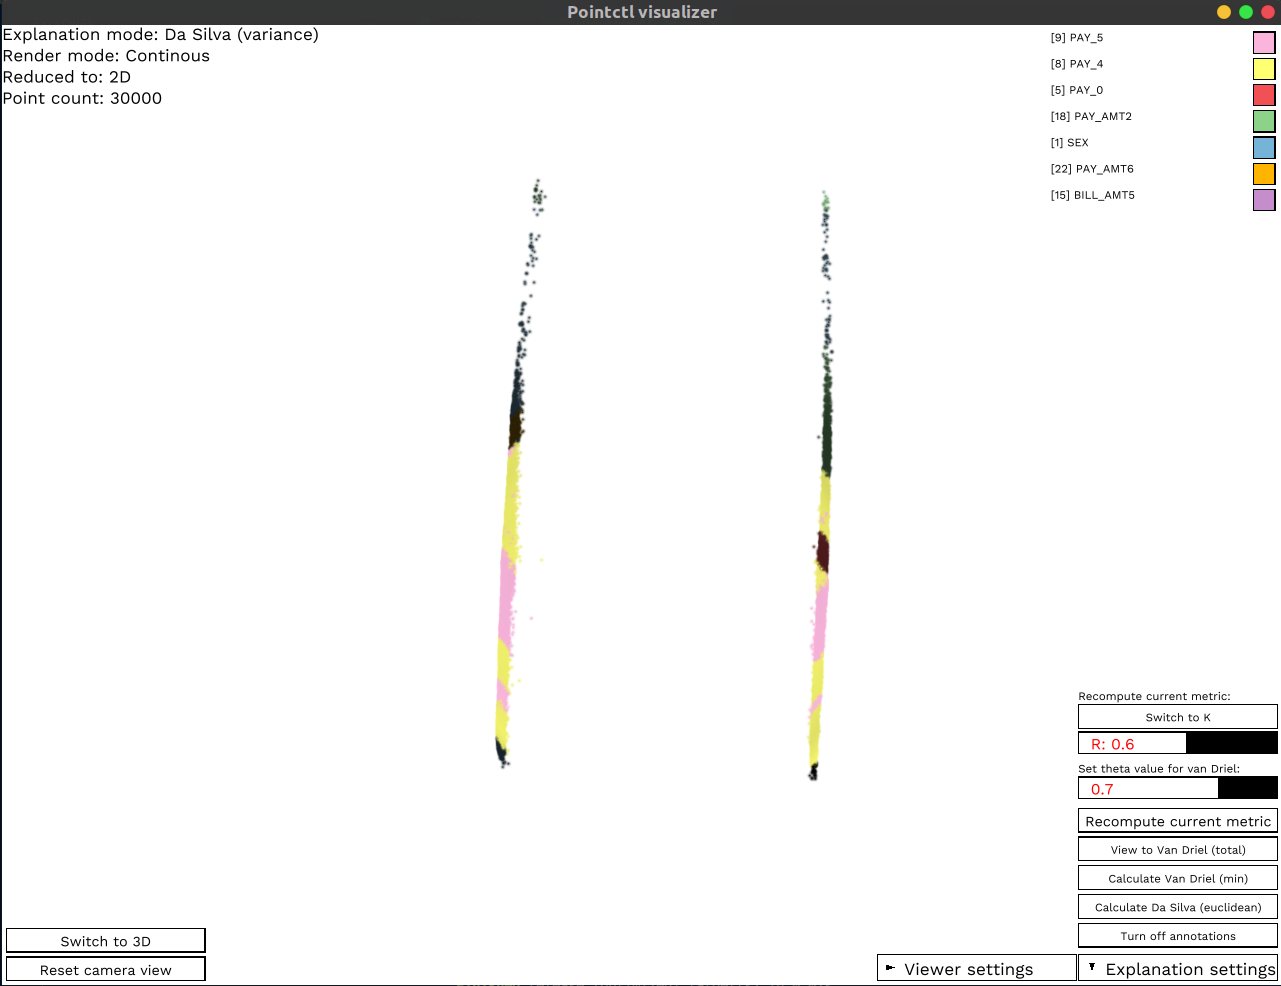 Pointctl visualizer
Explanation mode: Da Silva (variance)
Render mode: Continous
Reduced to: 2D
Point count: 30000
[9] PAY_5
[8] PAY_4
[5] PAY_0
[18] PAY_AMT2
[1] SEX
[22] PAY_AMT6
[15] BILL_AMT5
Recompute current metric:
Switch to K
R: 0.6
Set theta value for van Driel:
0.7
Recompute current metric
View to Van Driel (total)
Calculate Van Driel (min)
Calculate Da Silva (euclidean)
Turn off annotations
Switch to 3D
Reset camera view
Viewer settings
Explanation settings